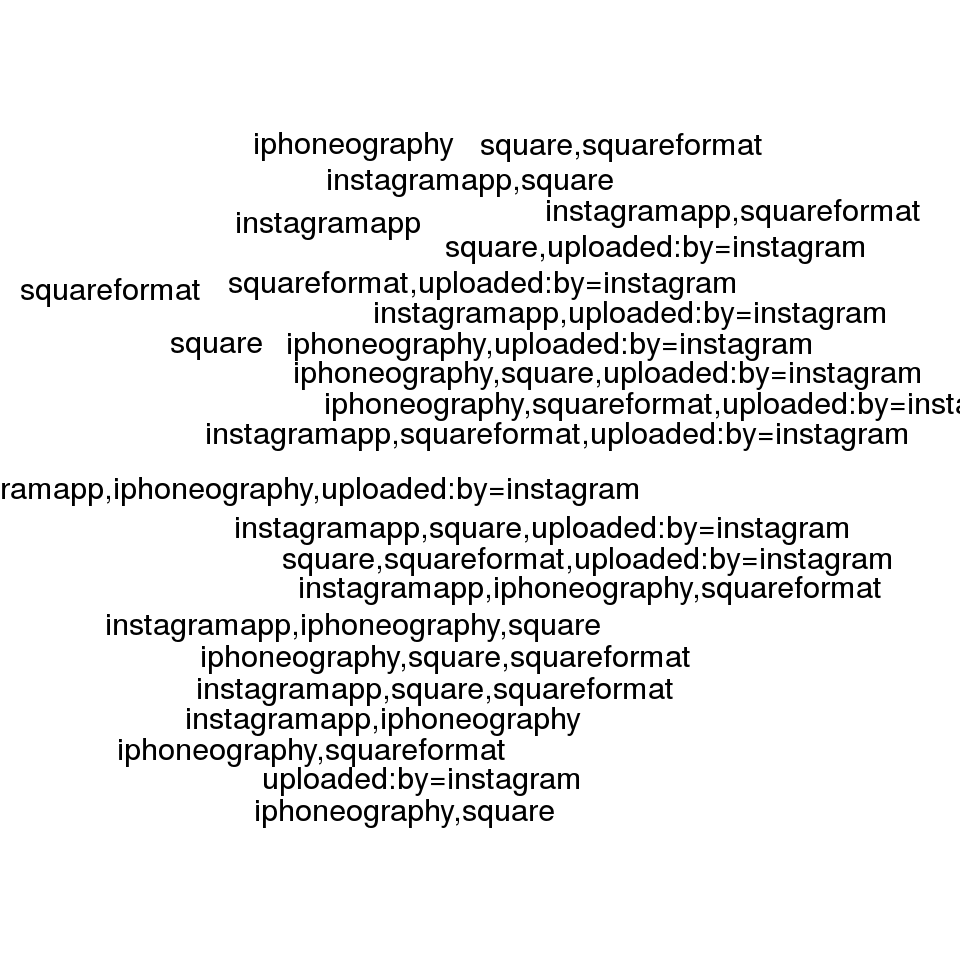 iphoneography square,squareformat
instagramapp,square
instagramapp,squareformat
instagramapp
square,uploaded:by=instagram
squareformat,uploaded:by=instagram
squareformat
instagramapp,uploaded:by=instagram
square iphoneography,uploaded:by=instagram
iphoneography,square,uploaded:by=instagram
iphoneography,squareformat,uploaded:by=insta
instagramapp,squareformat,uploaded:by=instagram
ramapp,iphoneography,uploaded:by=instagram
instagramapp,square,uploaded:by=instagram
square,squareformat,uploaded:by=instagram
instagramapp,iphoneography,squareformat
instagramapp,iphoneography,square
iphoneography,square,squareformat
instagramapp,square,squareformat
instagramapp,iphoneography
iphoneography,squareformat
uploaded:by=instagram
iphoneography,square